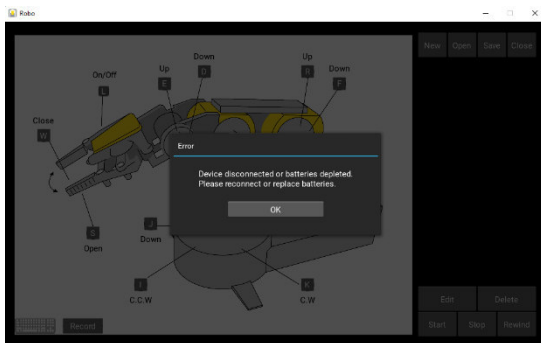 Robo
New Open Save Close
Up
Down
E
D
On/Off
L
Up
Down
R
F
Close
W
Error
Device disconnected or batteries depleted.
Please reconnect or replace batteries.
OK
S
Open
J
Down
I
C.C.W
K
C.W
Record
Edit Delete
Start Stop Rewind